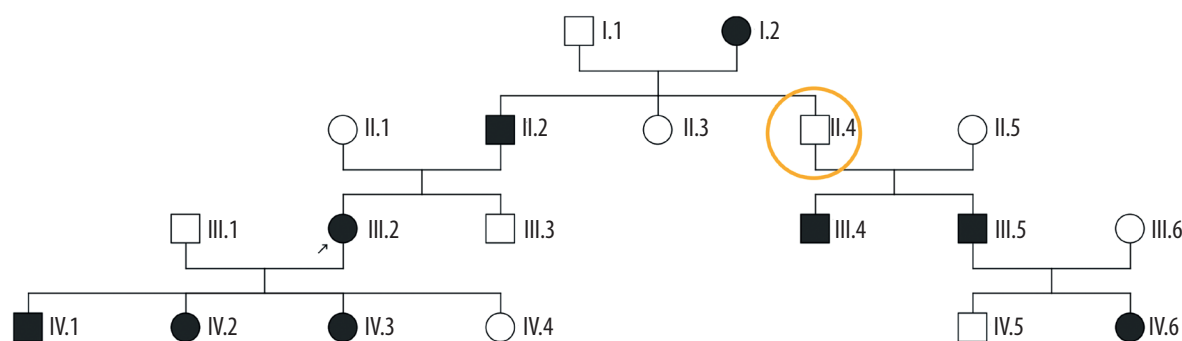 I.1 I.2
II.1 II.2 II.3 II.4 II.5
III.1 III.2 III.3 III.4 III.5 III.6
IV.1 IV.2 IV.3 IV.4 IV.5 IV.6